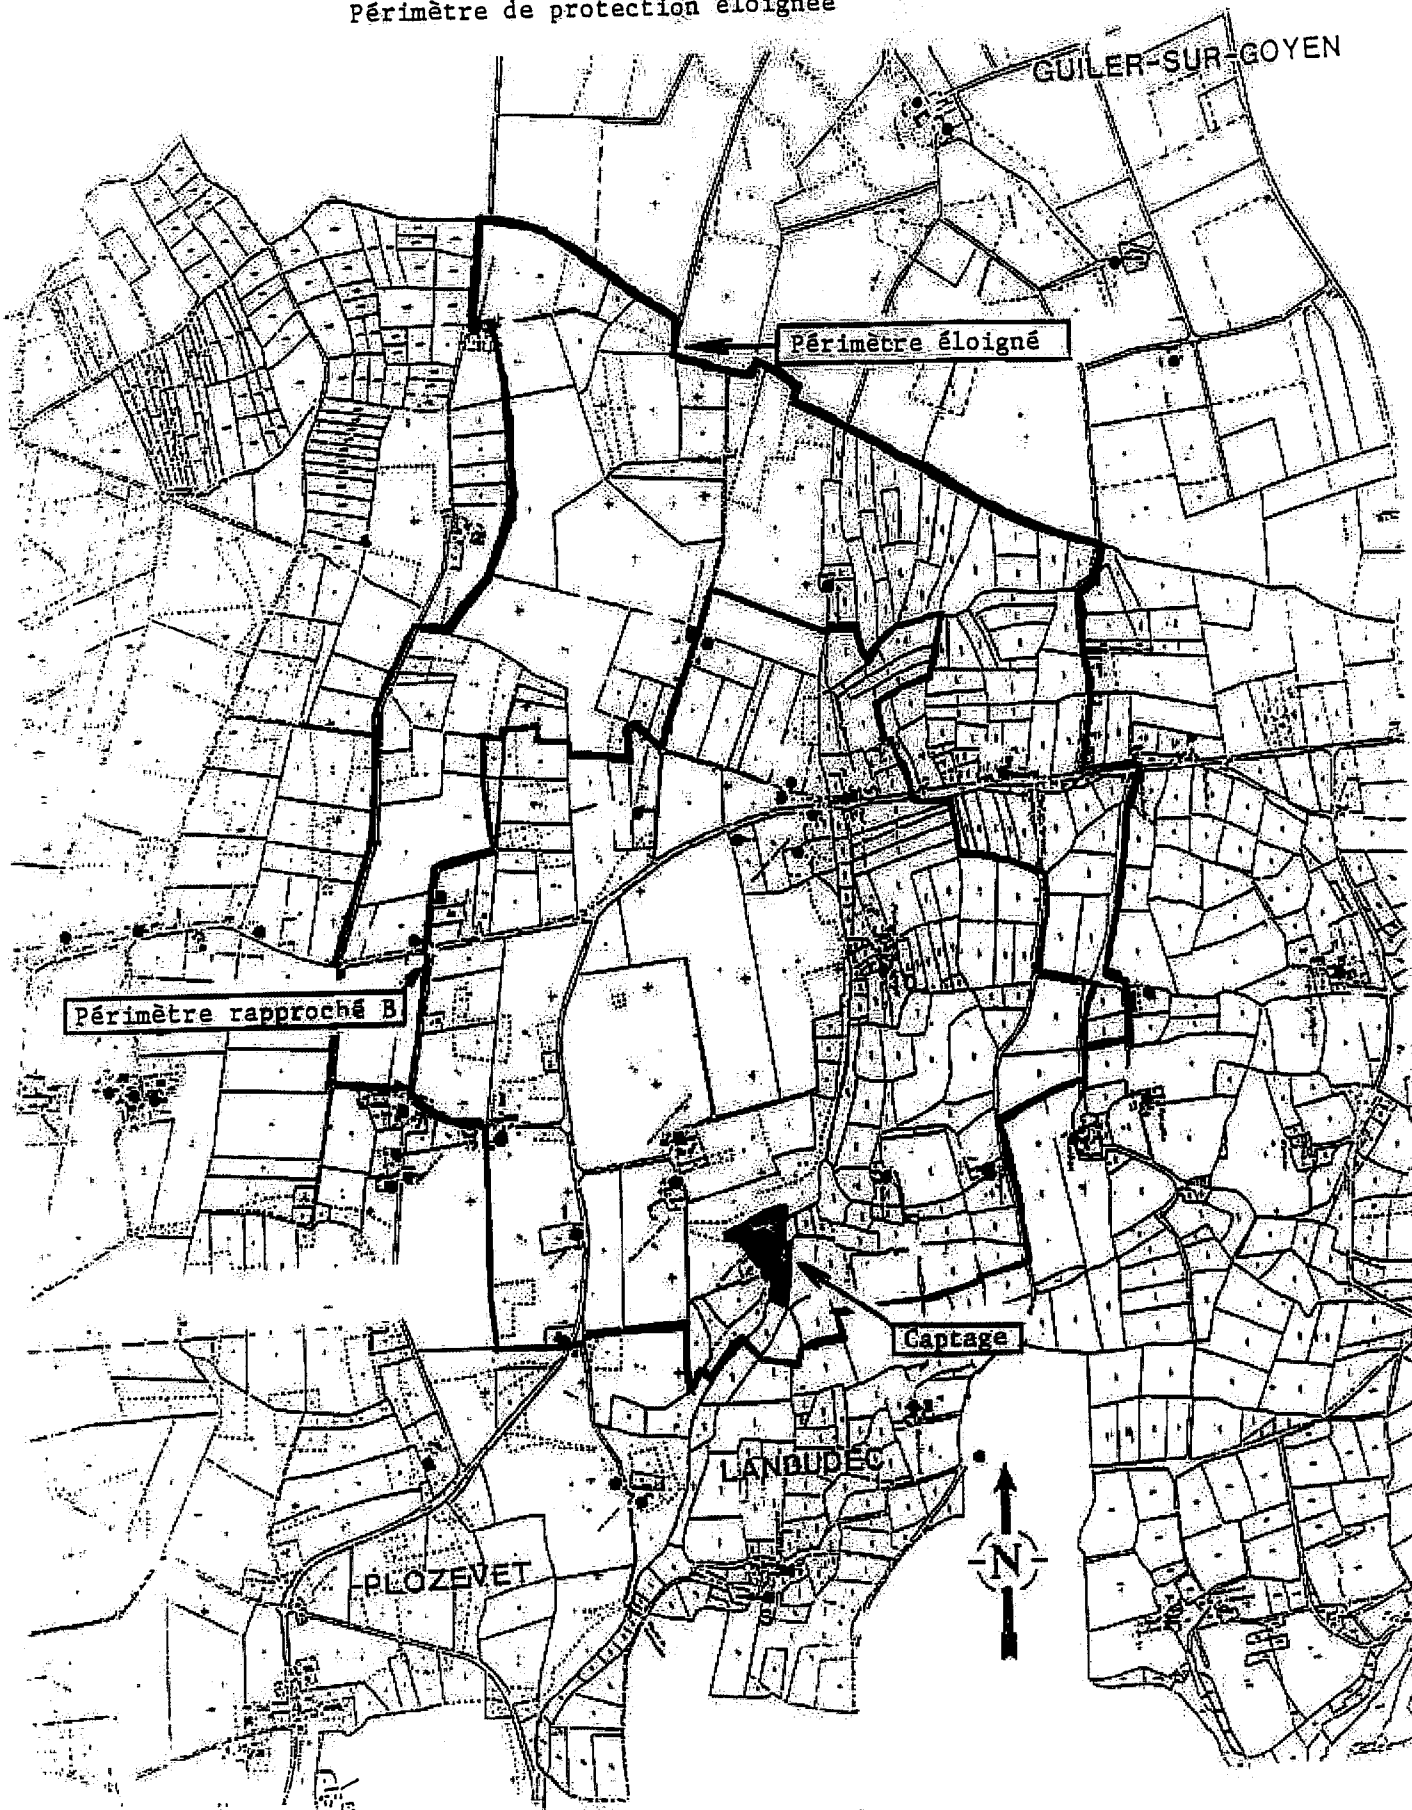 Périmètre de protection éloignée
GUILER-SUR-GOYEN
Périmètre éloigné
Périmètre rapproché B
Captage
LANDUDEC
PLOZEVET
N